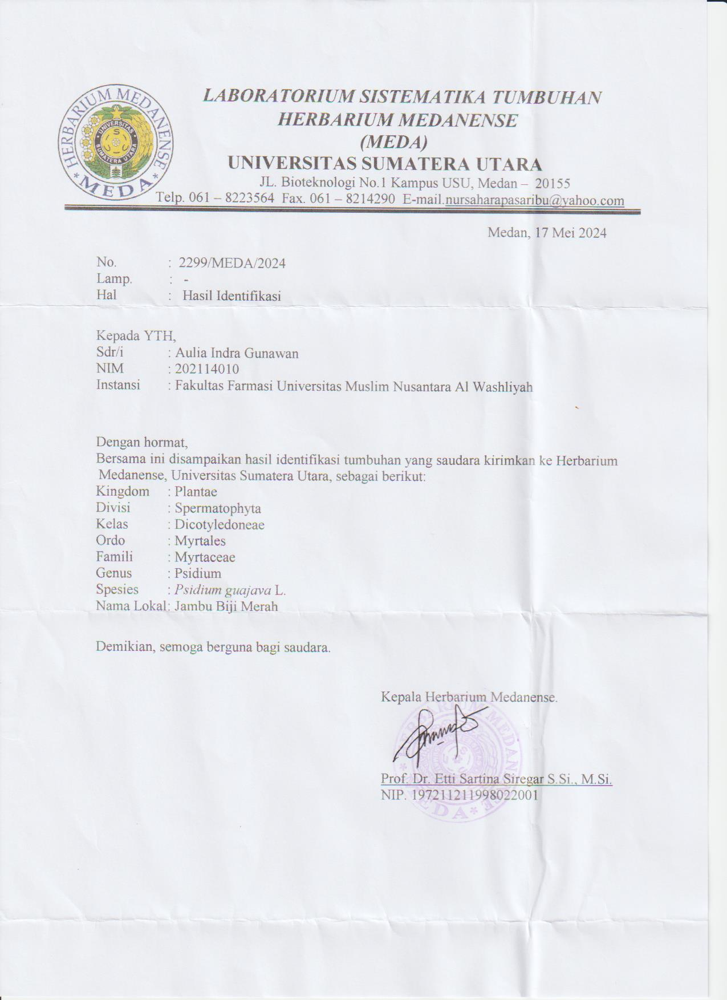 HERBARIUM MEDANENSE
* MEDA *
UNIVERSITAS
SUMATERA UTARA
LABORATORIUM SISTEMATIKA TUMBUHAN
HERBARIUM MEDANENSE
(MEDA)
UNIVERSITAS SUMATERA UTARA
JL. Bioteknologi No.1 Kampus USU, Medan – 20155
Telp. 061 – 8223564 Fax. 061 – 8214290 E-mail.nursaharapasaribu@yahoo.com
Medan, 17 Mei 2024
No. : 2299/MEDA/2024
Lamp. : -
Hal : Hasil Identifikasi
Kepada YTH,
Sdr/i : Aulia Indra Gunawan
NIM : 202114010
Instansi : Fakultas Farmasi Universitas Muslim Nusantara Al Washliyah
Dengan hormat,
Bersama ini disampaikan hasil identifikasi tumbuhan yang saudara kirimkan ke Herbarium
Medanense, Universitas Sumatera Utara, sebagai berikut:
Kingdom : Plantae
Divisi : Spermatophyta
Kelas : Dicotyledoneae
Ordo : Myrtales
Famili : Myrtaceae
Genus : Psidium
Spesies : Psidium guajava L.
Nama Lokal: Jambu Biji Merah
Demikian, semoga berguna bagi saudara.
Kepala Herbarium Medanense.
HERBARIUM MEDANENSE
* MEDA *
Prof. Dr. Etti Sartina Siregar S.Si., M.Si.
NIP. 197211211998022001